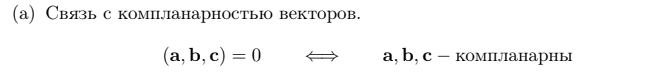 (a) Связь с компланарностью векторов.
(a, b, c) = 0 ⟺ a, b, c – компланарны